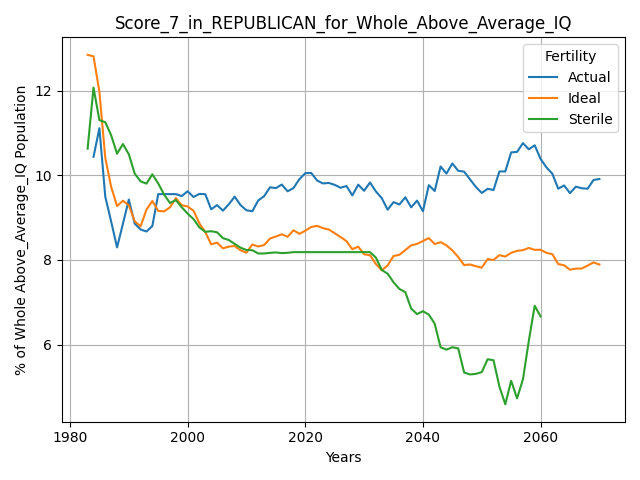 Score_7_in_REPUBLICAN_for_Whole_Above_Average_IQ
Fertility
Actual
Ideal
Sterile
% of Whole Above_Average_IQ Population
12
10
8
6
1980
2000
2020
2040
2060
Years